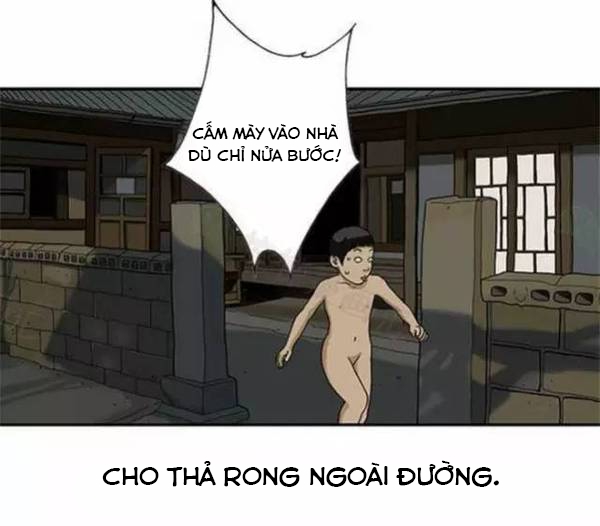 CẤM MÀY VÀO NHÀ
DÙ CHỈ NỬA BƯỚC!
CHO THẢ RONG NGOÀI ĐƯỜNG.